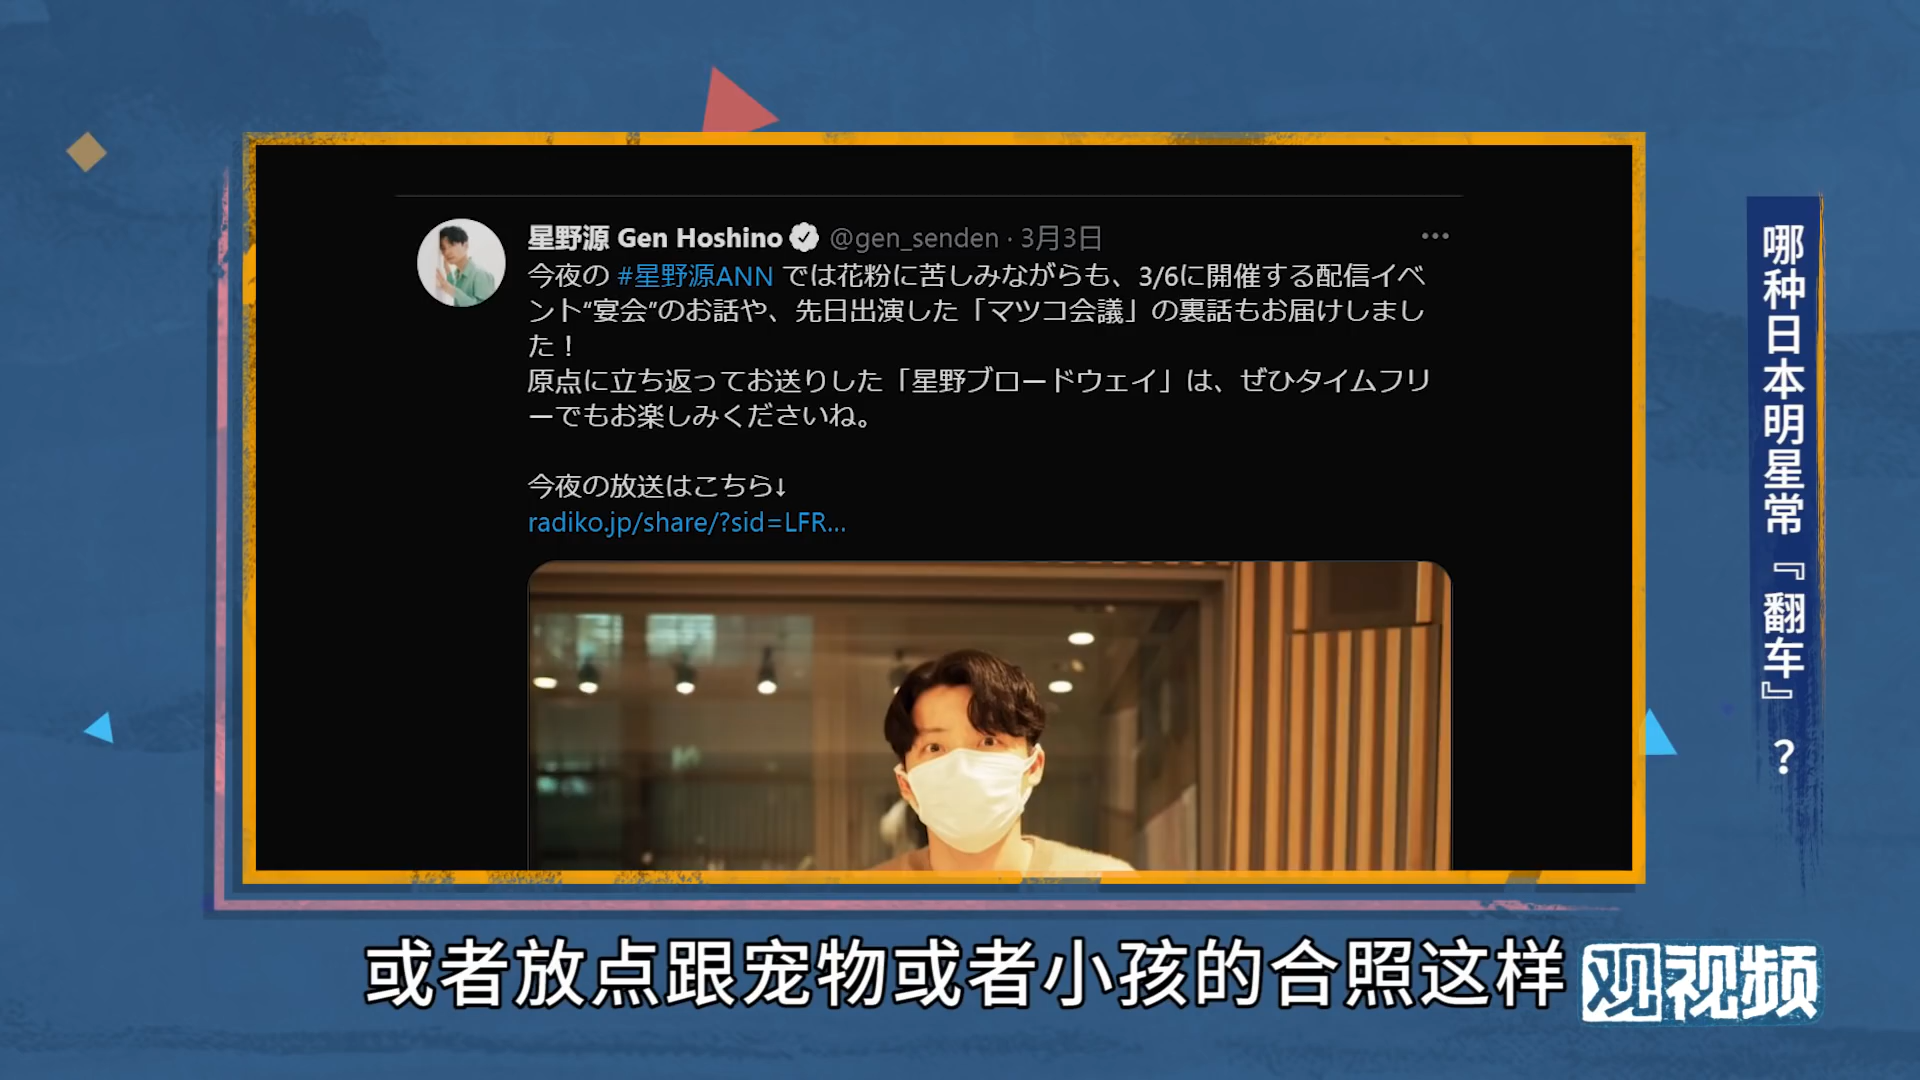 星野源 Gen Hoshino @gen_senden · 3月3日
今夜の #星野源ANN では花粉に苦しみながらも、3/6に開催する配信イベ
ント“宴会”のお話や、先日出演した「マツコ会議」の裏話もお届けしまし
た！
原点に立ち返ってお送りした「星野ブロードウェイ」は、ぜひタイムフリ
ーでもお楽しみくださいね。
今夜の放送はこちら↓
radiko.jp/share/?sid=LFR...
哪种日本明星常『翻车』？
或者放点跟宠物或者小孩的合照这样
观视频